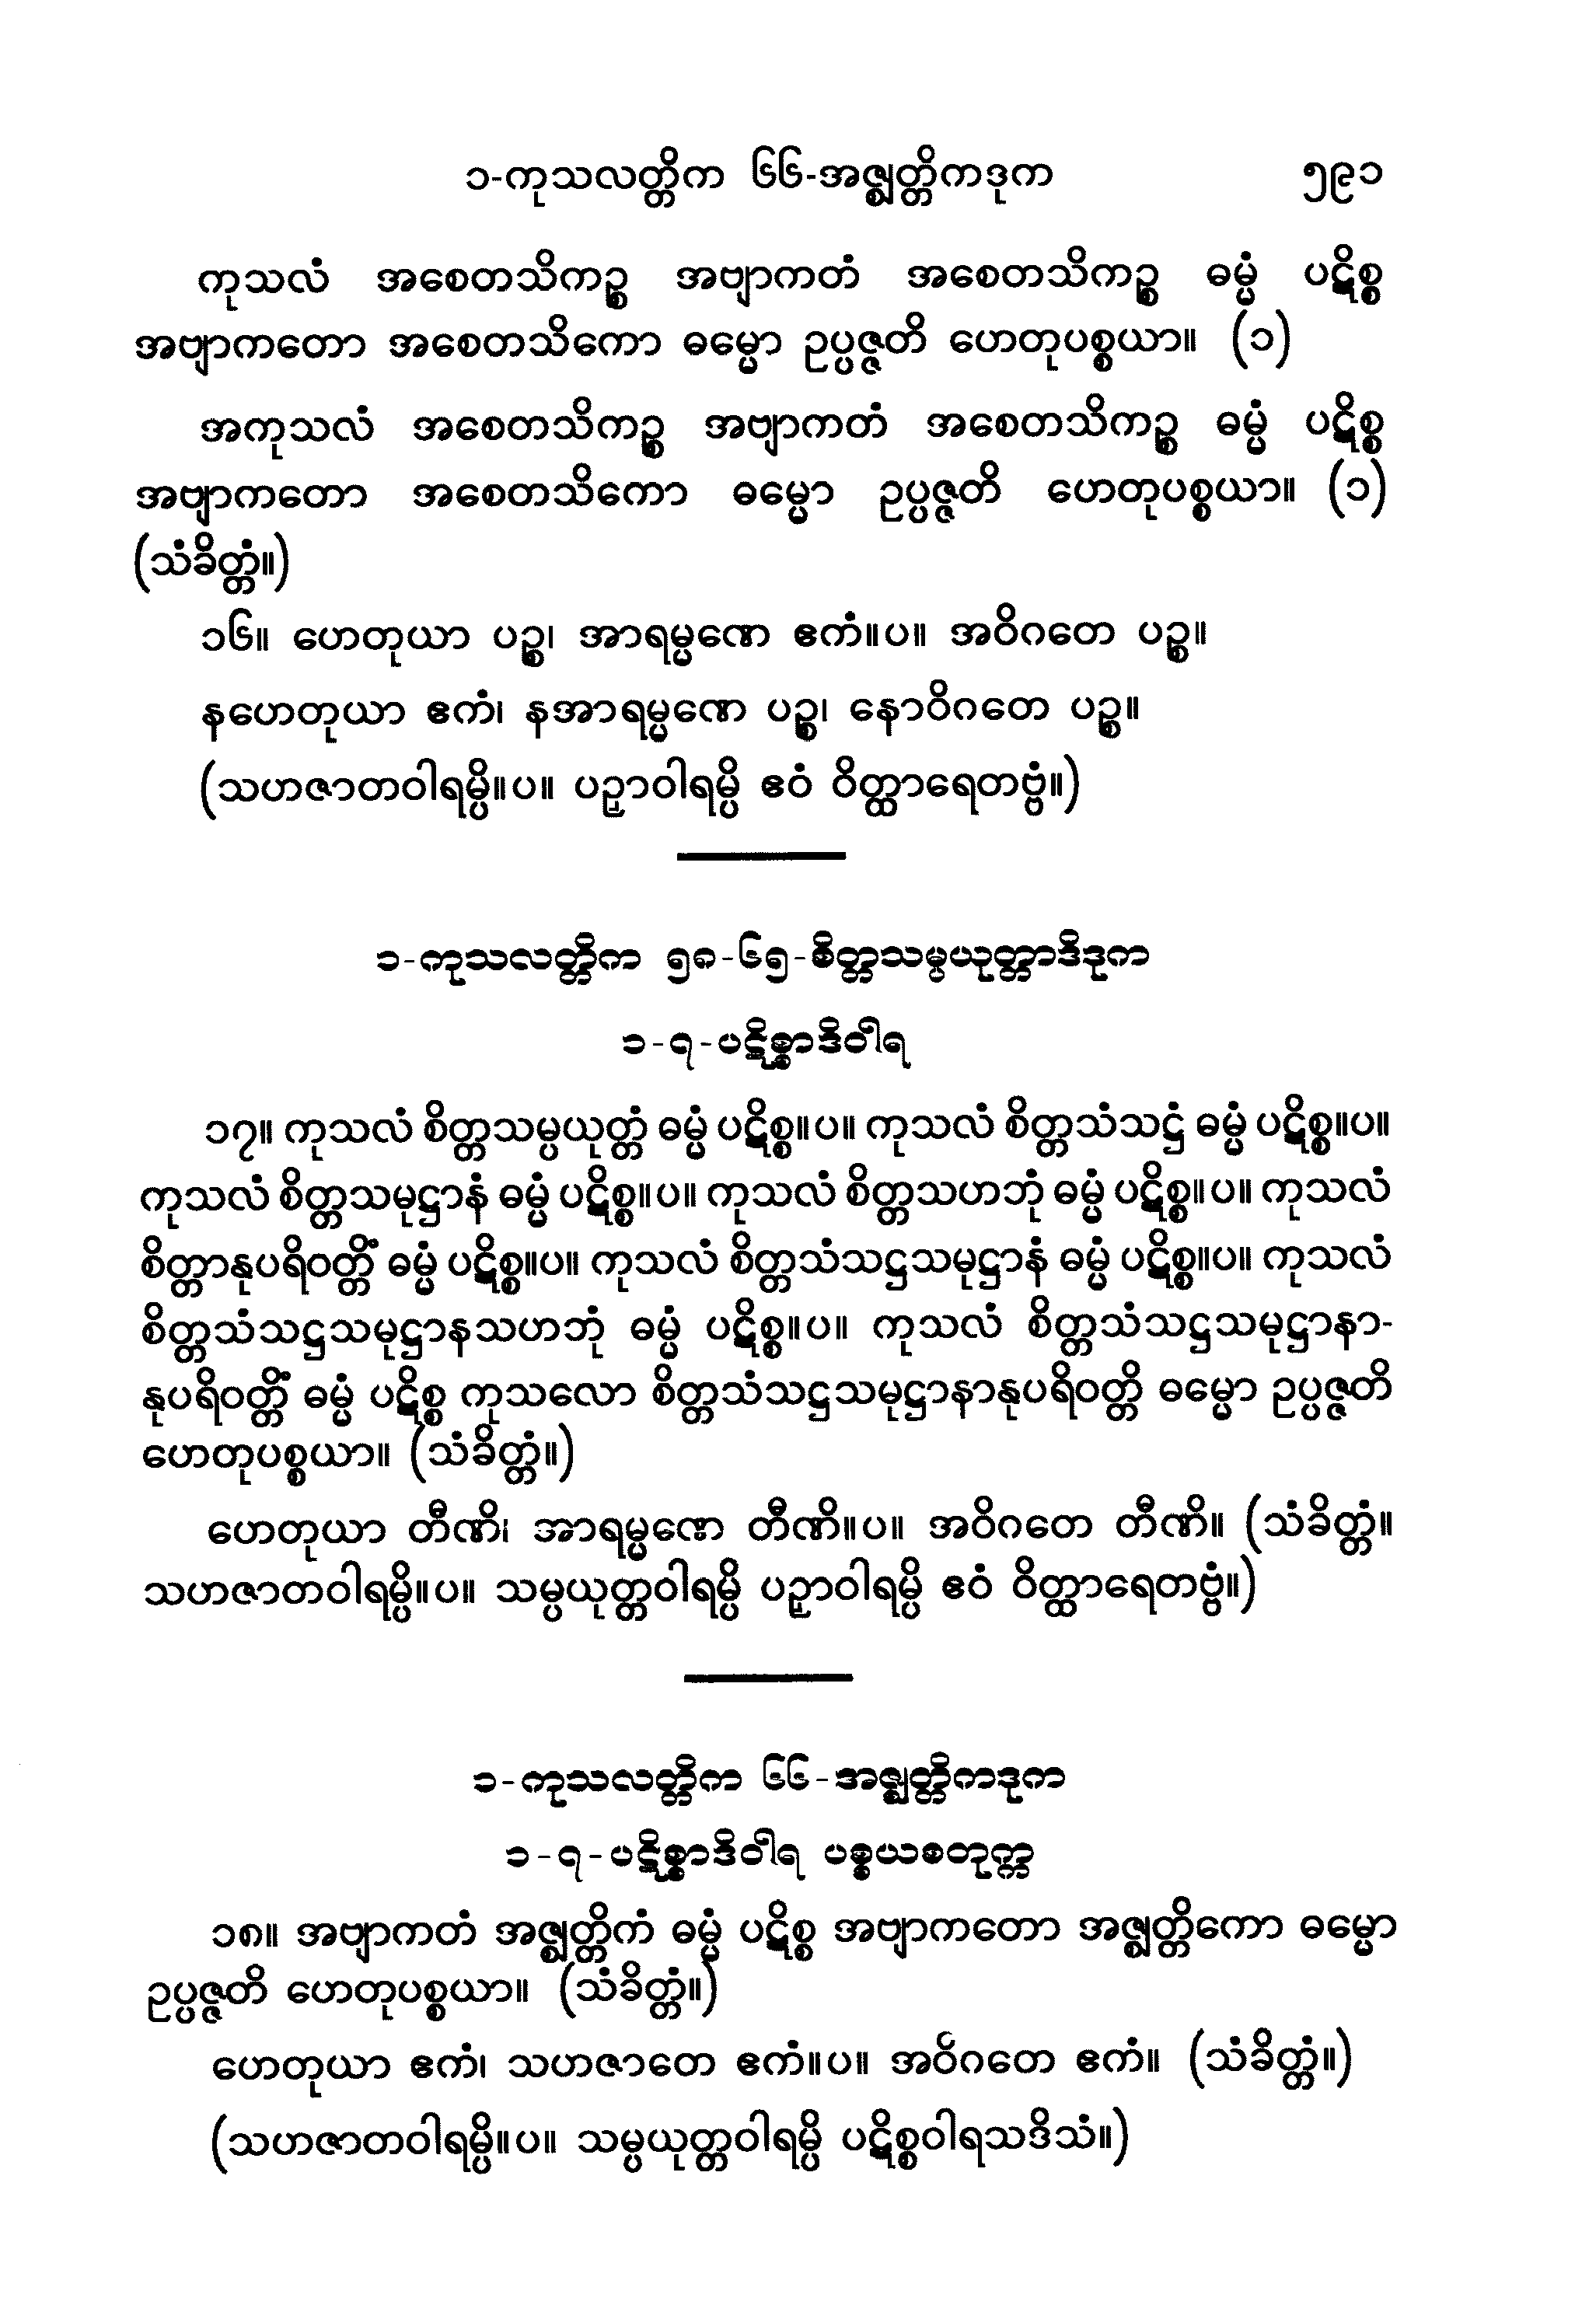 ၁-ကုသလတ္တိက ၆၆-အဇ္ဈတ္တိကဒုက ၅၉၁
ကုသလံ အစေတသိကဉ္စ အဗျာကတံ အစေတသိကဉ္စ ဓမ္မံ ပဋိစ္စ
အဗျာကတော အစေတသိကော ဓမ္မော ဥပ္ပဇ္ဇတိ ဟေတုပစ္စယာ။ (၁)
အကုသလံ အစေတသိကဉ္စ အဗျာကတံ အစေတသိကဉ္စ ဓမ္မံ ပဋိစ္စ
အဗျာကတော အစေတသိကော ဓမ္မော ဥပ္ပဇ္ဇတိ ဟေတုပစ္စယာ။ (၁)
(သံခိတ္တံ။)
၁၆။ ဟေတုယာ ပဉ္စ၊ အာရမ္မဏေ ဧကံ။ပ။ အဝိဂတေ ပဉ္စ။
နဟေတုယာ ဧကံ၊ နအာရမ္မဏေ ပဉ္စ၊ နောဝိဂတေ ပဉ္စ။
(သဟဇာတဝါရမ္ပိ။ပ။ ပဉှာဝါရမ္ပိ ဧဝံ ဝိတ္ထာရေတဗ္ဗံ။)
၁-ကုသလတ္တိက ၅၈-၆၅-စိတ္တသမ္ပယုတ္တာဒိဒုက
၁-၇-ပဋိစ္စာဒိဝါရ
၁၇။ ကုသလံ စိတ္တသမ္ပယုတ္တံ ဓမ္မံ ပဋိစ္စ။ပ။ ကုသလံ စိတ္တသံသဋ္ဌံ ဓမ္မံ ပဋိစ္စ။ပ။
ကုသလံ စိတ္တသမုဋ္ဌာနံ ဓမ္မံ ပဋိစ္စ။ပ။ ကုသလံ စိတ္တသဟဘုံ ဓမ္မံ ပဋိစ္စ။ပ။ ကုသလံ
စိတ္တာနုပရိဝတ္တိံ ဓမ္မံ ပဋိစ္စ။ပ။ ကုသလံ စိတ္တသံသဋ္ဌသမုဋ္ဌာနံ ဓမ္မံ ပဋိစ္စ။ပ။ ကုသလံ
စိတ္တသံသဋ္ဌသမုဋ္ဌာနသဟဘုံ ဓမ္မံ ပဋိစ္စ။ပ။ ကုသလံ စိတ္တသံသဋ္ဌသမုဋ္ဌာနာ-
နုပရိဝတ္တိံ ဓမ္မံ ပဋိစ္စ ကုသလော စိတ္တသံသဋ္ဌသမုဋ္ဌာနာနုပရိဝတ္တိ ဓမ္မော ဥပ္ပဇ္ဇတိ
ဟေတုပစ္စယာ။ (သံခိတ္တံ။)
ဟေတုယာ တီဏိ၊ အာရမ္မဏေ တီဏိ။ပ။ အဝိဂတေ တီဏိ။ (သံခိတ္တံ။
သဟဇာတဝါရမ္ပိ။ပ။ သမ္ပယုတ္တဝါရမ္ပိ ပဉှာဝါရမ္ပိ ဧဝံ ဝိတ္ထာရေတဗ္ဗံ။)
၁-ကုသလတ္တိက ၆၆-အဇ္ဈတ္တိကဒုက
၁-၇-ပဋိစ္စာဒိဝါရ ပစ္စယစတုက္က
၁၈။ အဗျာကတံ အဇ္ဈတ္တိကံ ဓမ္မံ ပဋိစ္စ အဗျာကတော အဇ္ဈတ္တိကော ဓမ္မော
ဥပ္ပဇ္ဇတိ ဟေတုပစ္စယာ။ (သံခိတ္တံ။)
ဟေတုယာ ဧကံ၊ သဟဇာတေ ဧကံ။ပ။ အဝိဂတေ ဧကံ။ (သံခိတ္တံ။)
(သဟဇာတဝါရမ္ပိ။ပ။ သမ္ပယုတ္တဝါရမ္ပိ ပဋိစ္စဝါရသဒိသံ။)